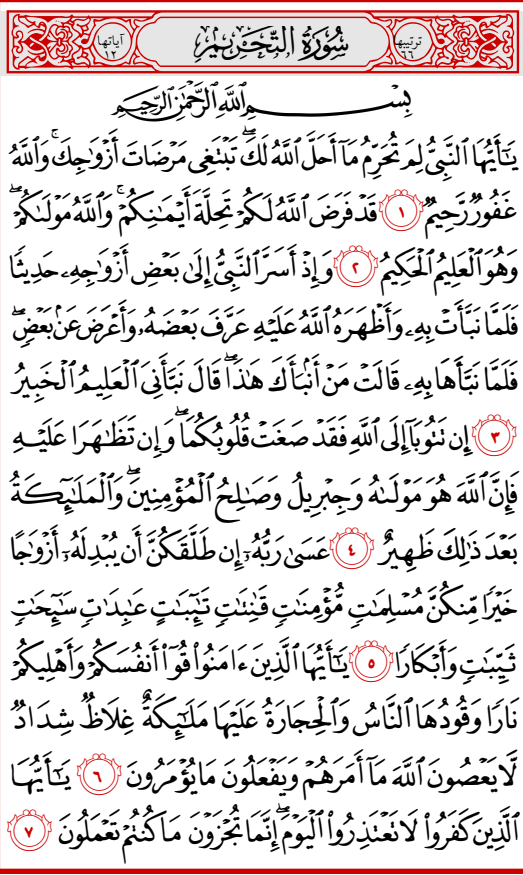 ترتيبها ٦٦ سُورَةُ التَّحْرِيمِ آياتها ١٢
بِسْمِ اللَّهِ الرَّحْمَٰنِ الرَّحِيمِ
يَٰٓأَيُّهَا ٱلنَّبِيُّ لِمَ تُحَرِّمُ مَآ أَحَلَّ ٱللَّهُ لَكَۖ تَبْتَغِي مَرْضَاتَ أَزْوَٰجِكَۚ وَٱللَّهُ
غَفُورٌ رَّحِيمٌ ١ قَدْ فَرَضَ ٱللَّهُ لَكُمْ تَحِلَّةَ أَيْمَٰنِكُمْۚ وَٱللَّهُ مَوْلَىٰكُمْۖ
وَهُوَ ٱلْعَلِيمُ ٱلْحَكِيمُ ٢ وَإِذْ أَسَرَّ ٱلنَّبِيُّ إِلَىٰ بَعْضِ أَزْوَٰجِهِۦ حَدِيثًا
فَلَمَّا نَبَّأَتْ بِهِۦ وَأَظْهَرَهُ ٱللَّهُ عَلَيْهِ عَرَّفَ بَعْضَهُۥ وَأَعْرَضَ عَنۢ بَعْضٍۖ
فَلَمَّا نَبَّأَهَا بِهِۦ قَالَتْ مَنْ أَنۢبَأَكَ هَٰذَاۖ قَالَ نَبَّأَنِيَ ٱلْعَلِيمُ ٱلْخَبِيرُ
٣ إِن تَتُوبَآ إِلَى ٱللَّهِ فَقَدْ صَغَتْ قُلُوبُكُمَاۖ وَإِن تَظَٰهَرَا عَلَيْهِ
فَإِنَّ ٱللَّهَ هُوَ مَوْلَىٰهُ وَجِبْرِيلُ وَصَٰلِحُ ٱلْمُؤْمِنِينَۖ وَٱلْمَلَٰٓئِكَةُ
بَعْدَ ذَٰلِكَ ظَهِيرٌ ٤ عَسَىٰ رَبُّهُۥٓ إِن طَلَّقَكُنَّ أَن يُبْدِلَهُۥٓ أَزْوَٰجًا
خَيْرًا مِّنكُنَّ مُسْلِمَٰتٍ مُّؤْمِنَٰتٍ قَٰنِتَٰتٍ تَٰٓئِبَٰتٍ عَٰبِدَٰتٍ سَٰٓئِحَٰتٍ
ثَيِّبَٰتٍ وَأَبْكَارًا ٥ يَٰٓأَيُّهَا ٱلَّذِينَ ءَامَنُوا۟ قُوٓا۟ أَنفُسَكُمْ وَأَهْلِيكُمْ
نَارًا وَقُودُهَا ٱلنَّاسُ وَٱلْحِجَارَةُ عَلَيْهَا مَلَٰٓئِكَةٌ غِلَاظٌ شِدَادٌ
لَّا يَعْصُونَ ٱللَّهَ مَآ أَمَرَهُمْ وَيَفْعَلُونَ مَا يُؤْمَرُونَ ٦ يَٰٓأَيُّهَا
ٱلَّذِينَ كَفَرُوا۟ لَا تَعْتَذِرُوا۟ ٱلْيَوْمَۖ إِنَّمَا تُجْزَوْنَ مَا كُنتُمْ تَعْمَلُونَ ٧